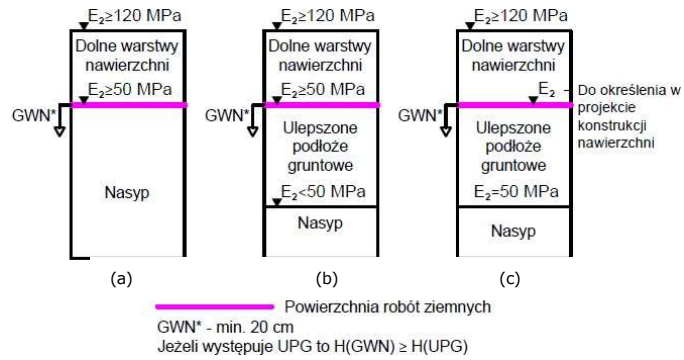 E₂≥120 MPa
Dolne warstwy
nawierzchni
E₂≥50 MPa
GWN*
Nasyp
(a)
E₂≥120 MPa
Dolne warstwy
nawierzchni
E₂≥50 MPa
GWN*
Ulepszone
podłoże
gruntowe
E₂<50 MPa
Nasyp
(b)
E₂≥120 MPa
Dolne warstwy
nawierzchni
E₂ - Do określenia w
projekcie
konstrukcji
nawierzchni
GWN*
Ulepszone
podłoże
gruntowe
E₂=50 MPa
Nasyp
(c)
Powierzchnia robót ziemnych
GWN* - min. 20 cm
Jeżeli występuje UPG to H(GWN) ≥ H(UPG)